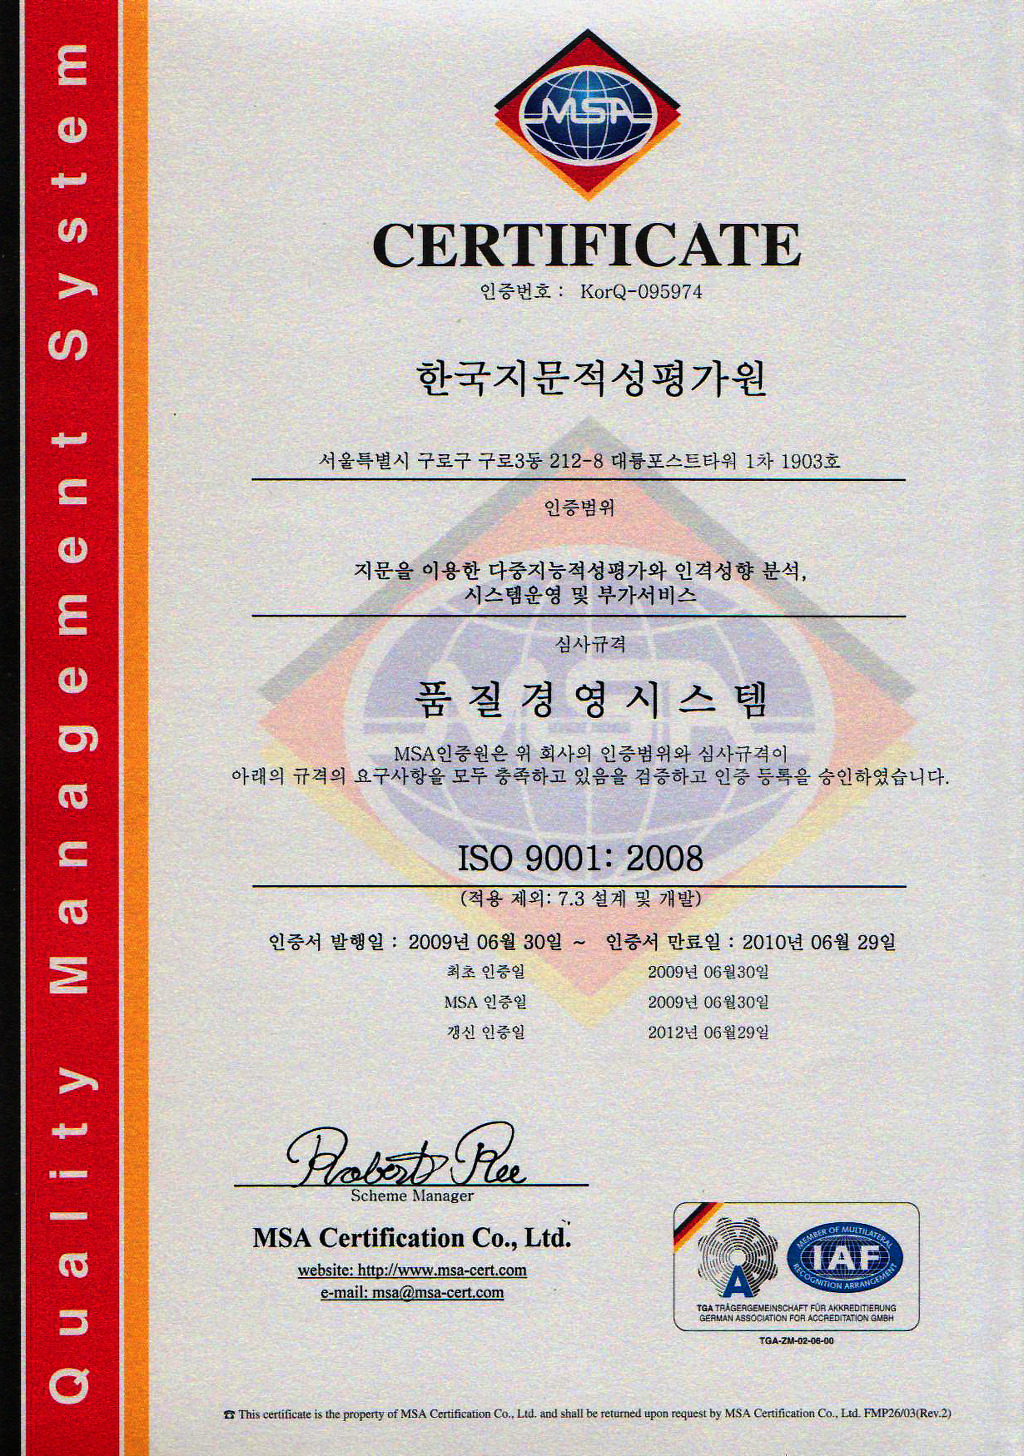 Quality Management System
MSA
CERTIFICATE
인증번호 : KorQ-095974
한국지문적성평가원
서울특별시 구로구 구로3동 212-8 대륭포스트타워 1차 1903호
인증범위
지문을 이용한 다중지능적성평가와 인격성향 분석,
시스템운영 및 부가서비스
심사규격
품 질 경 영 시 스 템
MSA인증원은 위 회사의 인증범위와 심사규격이
아래의 규격의 요구사항을 모두 충족하고 있음을 검증하고 인증 등록을 승인하였습니다.
ISO 9001: 2008
(적용 제외: 7.3 설계 및 개발)
인증서 발행일 : 2009년 06월 30일 ~ 인증서 만료일 : 2010년 06월 29일
최초 인증일 2009년 06월30일
MSA 인증일 2009년 06월30일
갱신 인증일 2012년 06월29일
Robert Ree
Scheme Manager
MSA Certification Co., Ltd.
website: http://www.msa-cert.com
e-mail: msa@msa-cert.com
A
MEMBER OF MULTILATERAL
IAF
RECOGNITION ARRANGEMENT
TGA TRÄGERGEMEINSCHAFT FÜR AKKREDITIERUNG
GERMAN ASSOCIATION FOR ACCREDITATION GMBH
TGA-ZM-02-06-00
☎ This certificate is the property of MSA Certification Co., Ltd. and shall be returned upon request by MSA Certification Co., Ltd. FMP26/03(Rev.2)